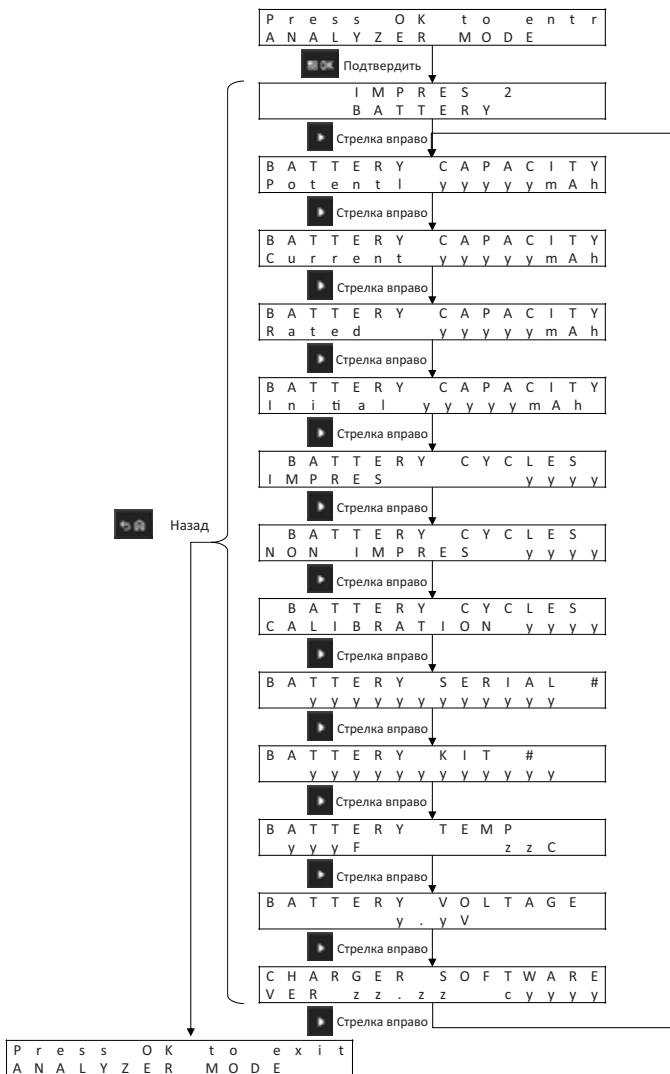 Press OK to entr
ANALYZER MODE
OK Подтвердить
IMPRES 2
BATTERY
Стрелка вправо
BATTERY CAPACITY
Potentl yyyyymAh
Стрелка вправо
BATTERY CAPACITY
Current yyyyymAh
Стрелка вправо
BATTERY CAPACITY
Rated yyyyymAh
Стрелка вправо
BATTERY CAPACITY
Initial yyyyymAh
Стрелка вправо
BATTERY CYCLES
IMPRES yyyy
Стрелка вправо
Назад
BATTERY CYCLES
NON IMPRES yyyy
Стрелка вправо
BATTERY CYCLES
CALIBRATION yyyy
Стрелка вправо
BATTERY SERIAL #
yyyyyyyyyyyy
Стрелка вправо
BATTERY KIT #
yyyyyyyyyyyy
Стрелка вправо
BATTERY TEMP
yyyF zzC
Стрелка вправо
BATTERY VOLTAGE
y.yV
Стрелка вправо
CHARGER SOFTWARE
VER zz.zz cyyyy
Стрелка вправо
Press OK to exit
ANALYZER MODE